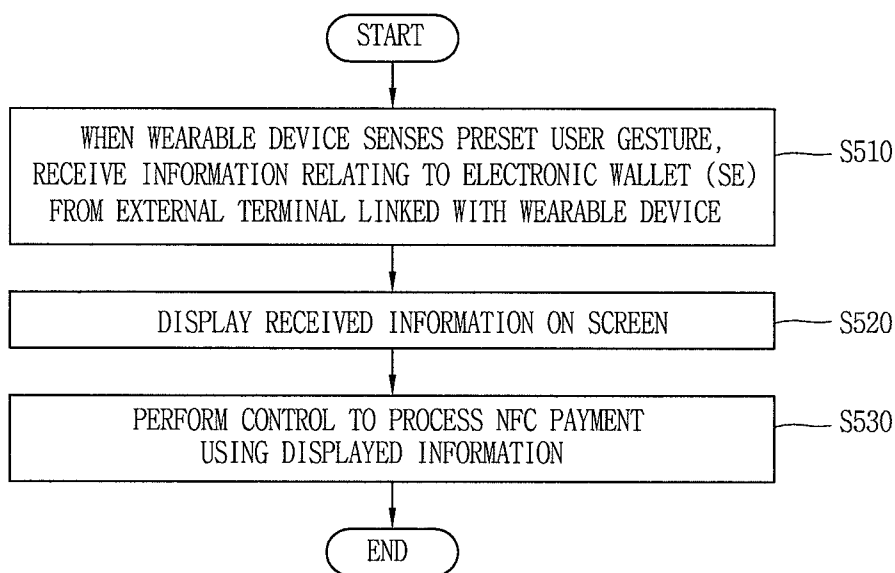 START
WHEN WEARABLE DEVICE SENSES PRESET USER GESTURE,
RECEIVE INFORMATION RELATING TO ELECTRONIC WALLET (SE)
FROM EXTERNAL TERMINAL LINKED WITH WEARABLE DEVICE
S510
DISPLAY RECEIVED INFORMATION ON SCREEN
S520
PERFORM CONTROL TO PROCESS NFC PAYMENT
USING DISPLAYED INFORMATION
S530
END